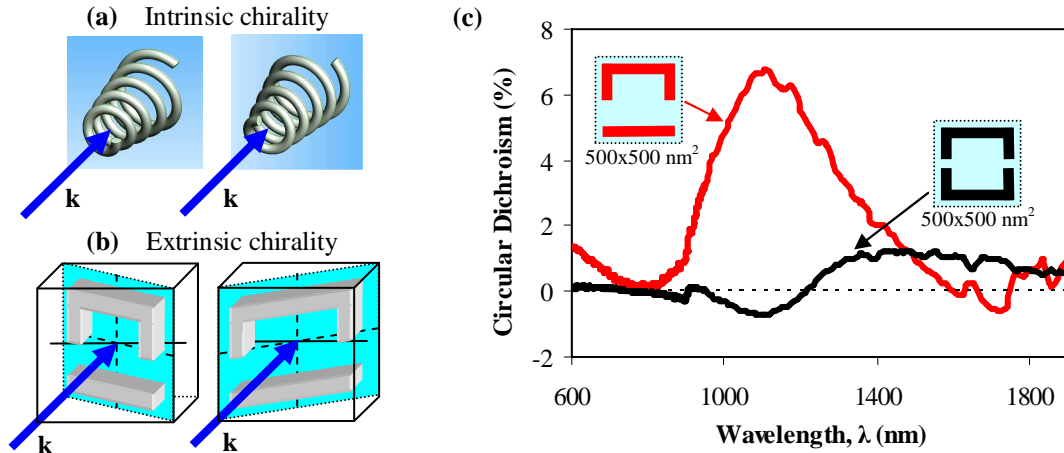 (a) Intrinsic chirality
k
k
(b) Extrinsic chirality
k
k
(c)
Circular Dichroism (%)
8
6
4
2
0
-2
500x500 nm²
500x500 nm²
600
1000
1400
1800
Wavelength, λ (nm)